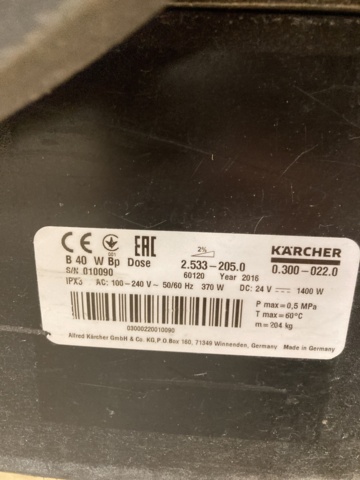 CE EAC 2½ KÄRCHER
B 40 W Bp Dose 2.533-205.0 0.300-022.0
S/N 010090 60120 Year 2016
IPX3 AC: 100-240 V~ 50/60 Hz 370 W DC: 24 V 1400 W
P max=0,5 MPa
T max=60°C
m=204 kg
03000220010090
Alfred Kärcher GmbH & Co. KG, P.O.Box 160, 71349 Winnenden, Germany Made in Germany